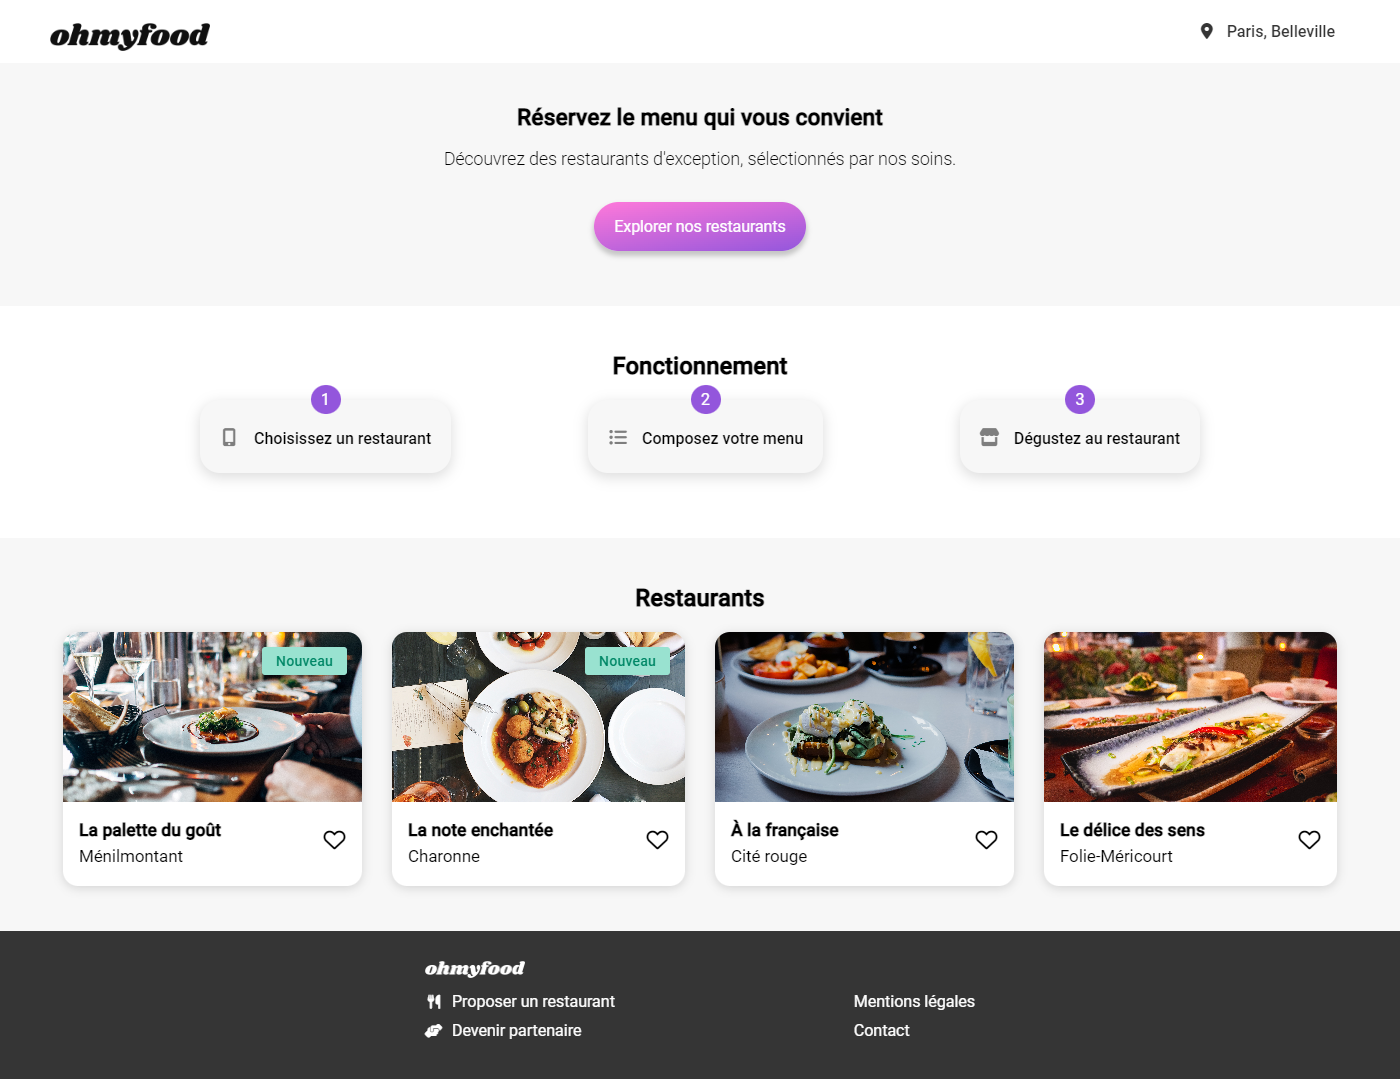 ohmyfood
Paris, Belleville
Réservez le menu qui vous convient
Découvrez des restaurants d'exception, sélectionnés par nos soins.
Explorer nos restaurants
Fonctionnement
1
Choisissez un restaurant
2
Composez votre menu
3
Dégustez au restaurant
Restaurants
Nouveau
La palette du goût
Ménilmontant
Nouveau
La note enchantée
Charonne
À la française
Cité rouge
Le délice des sens
Folie-Méricourt
ohmyfood
Proposer un restaurant
Devenir partenaire
Mentions légales
Contact